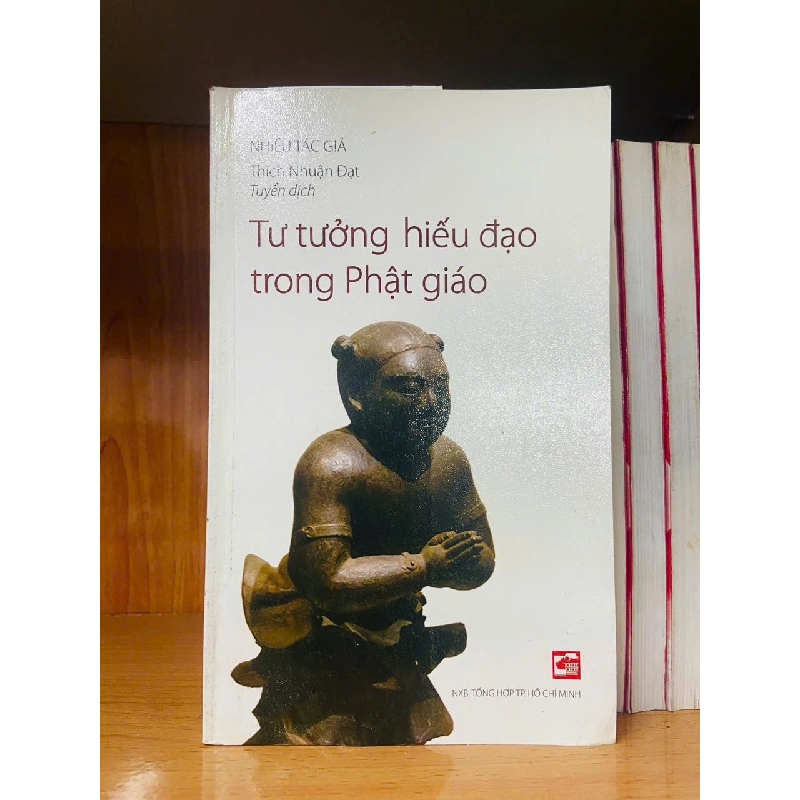 NHIỀU TÁC GIẢ
Thích Nhuận Đạt
Tuyển dịch
Tư tưởng hiếu đạo
trong Phật giáo
NXB. TỔNG HỢP TP. HỒ CHÍ MINH